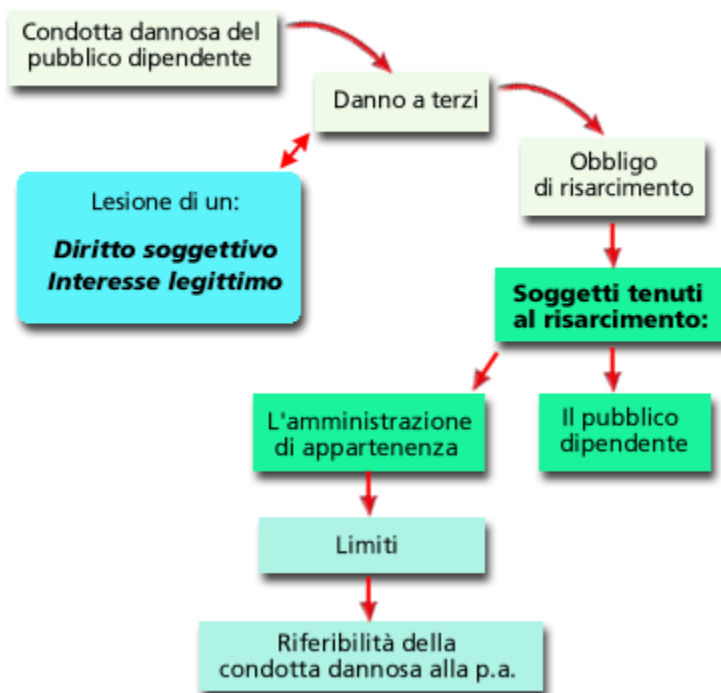 Condotta dannosa del
pubblico dipendente
Danno a terzi
Obbligo
di risarcimento
Lesione di un:
Diritto soggettivo
Interesse legittimo
Soggetti tenuti
al risarcimento:
L'amministrazione
di appartenenza
Il pubblico
dipendente
Limiti
Riferibilità della
condotta dannosa alla p.a.